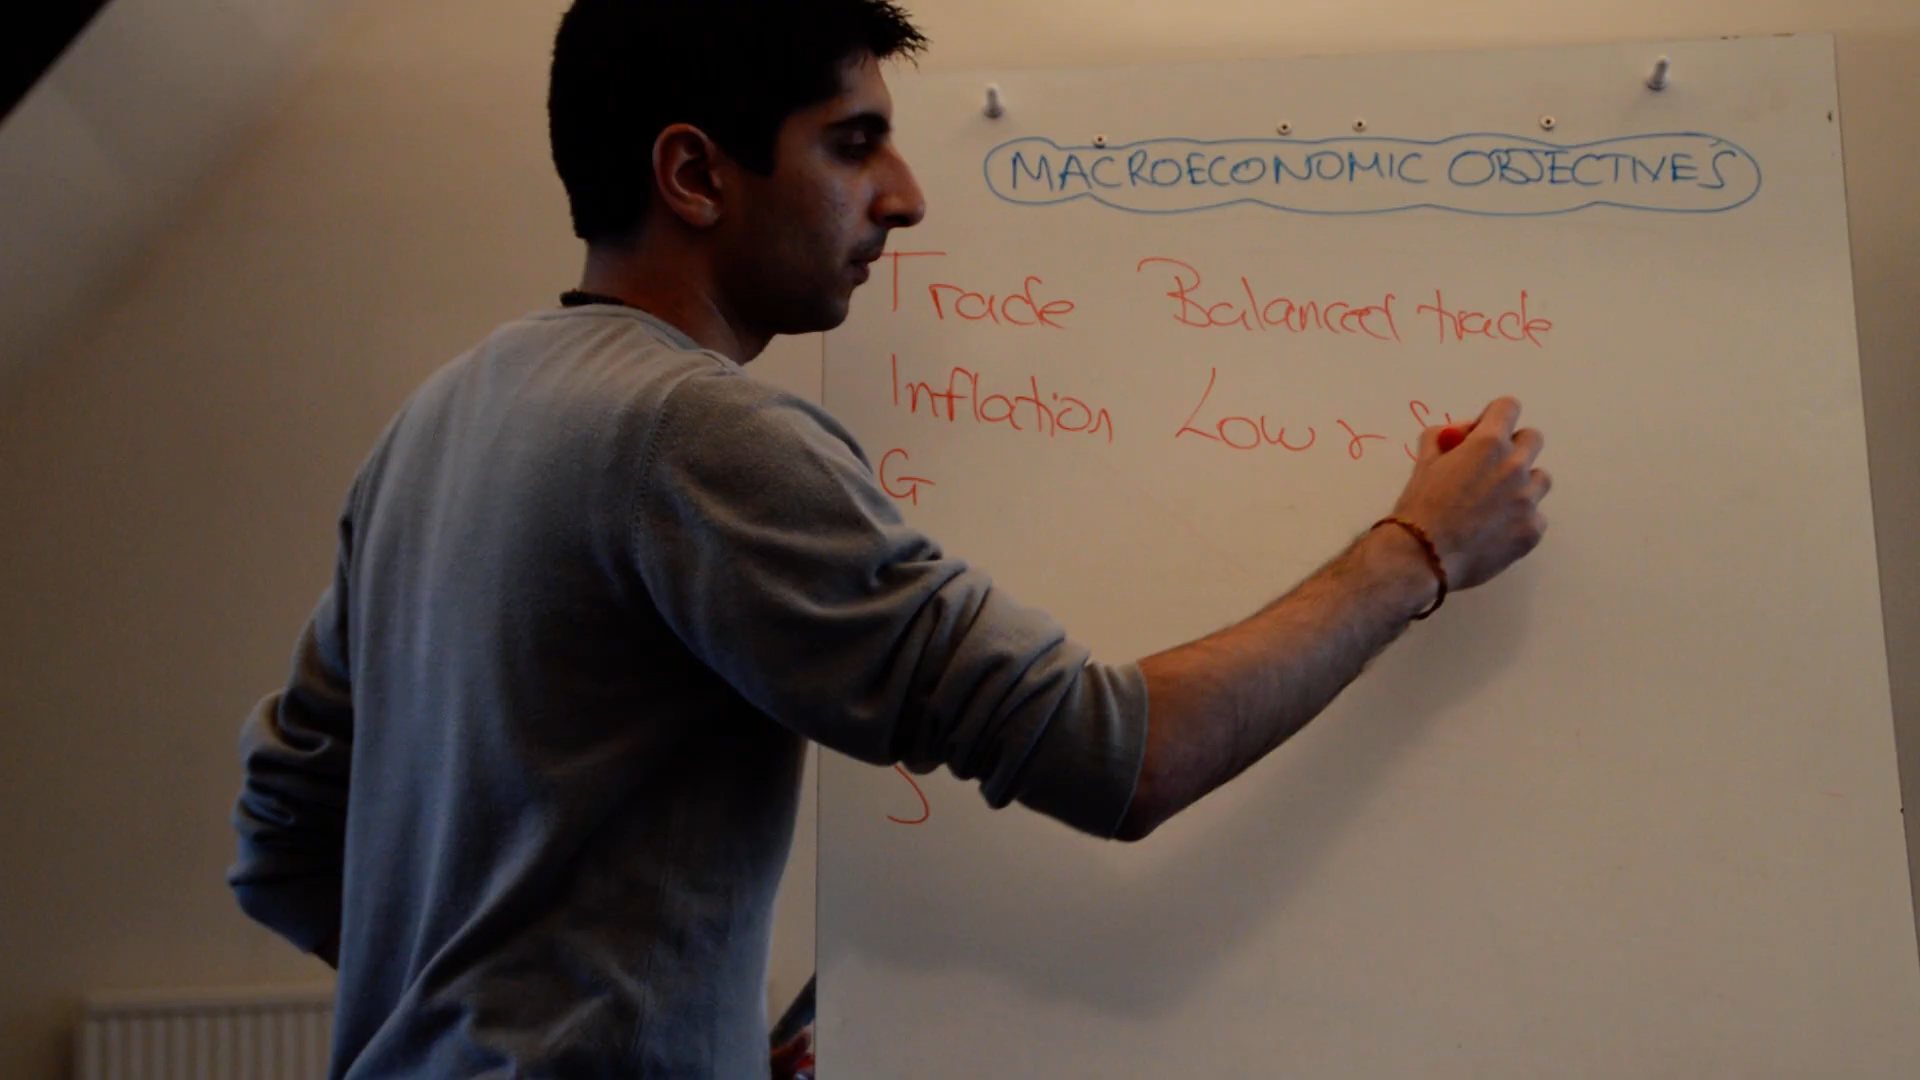 MACROECONOMIC OBJECTIVES
Trade Balanced trade
Inflation Low &
G